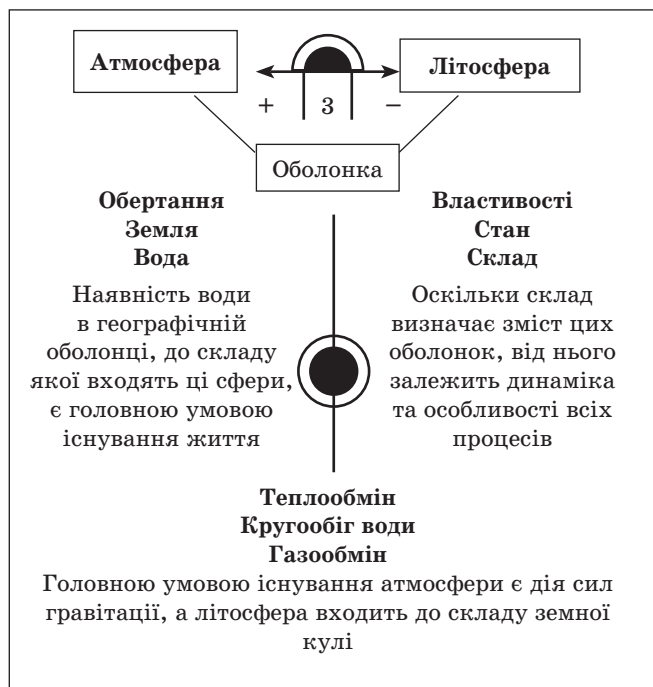 Атмосфера
Літосфера
+ З –
Оболонка
Обертання
Земля
Вода
Наявність води
в географічній
оболонці, до складу
якої входять ці сфери,
є головною умовою
існування життя
Властивості
Стан
Склад
Оскільки склад
визначає зміст цих
оболонок, від нього
залежить динаміка
та особливості всіх
процесів
Теплообмін
Кругообіг води
Газообмін
Головною умовою існування атмосфери є дія сил
гравітації, а літосфера входить до складу земної
кулі